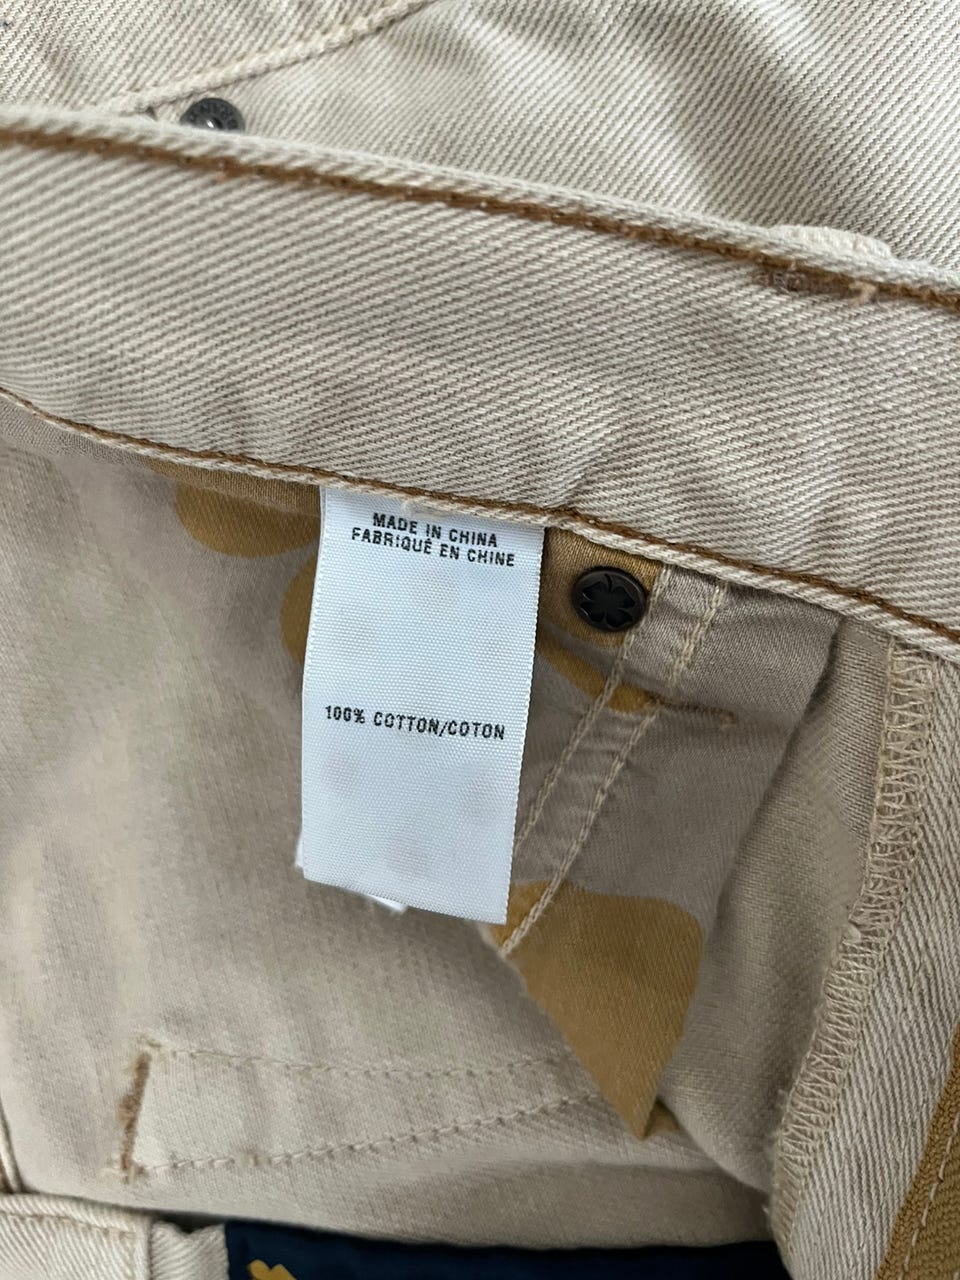 MADE IN CHINA
FABRIQUÉ EN CHINE
100% COTTON/COTON